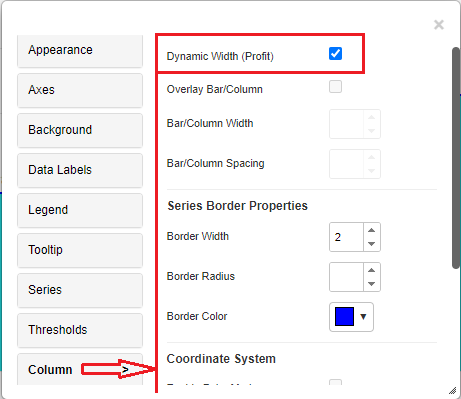 ×
Appearance
Axes
Background
Data Labels
Legend
Tooltip
Series
Thresholds
Column >
Dynamic Width (Profit)
Overlay Bar/Column
Bar/Column Width
Bar/Column Spacing
Series Border Properties
Border Width 2
Border Radius
Border Color
Coordinate System